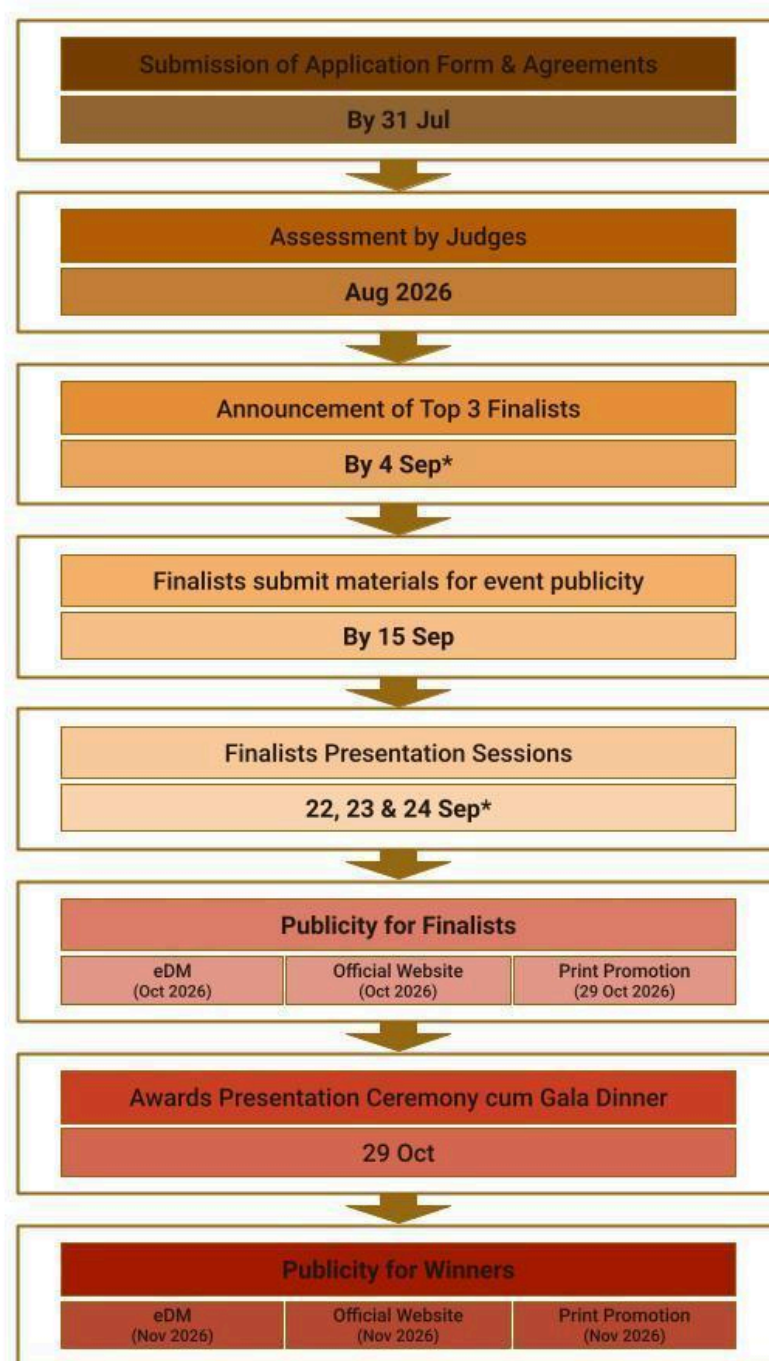 Submission of Application Form & Agreements
By 31 Jul
Assessment by Judges
Aug 2026
Announcement of Top 3 Finalists
By 4 Sep*
Finalists submit materials for event publicity
By 15 Sep
Finalists Presentation Sessions
22, 23 & 24 Sep*
Publicity for Finalists
eDM
(Oct 2026)
Official Website
(Oct 2026)
Print Promotion
(29 Oct 2026)
Awards Presentation Ceremony cum Gala Dinner
29 Oct
Publicity for Winners
eDM
(Nov 2026)
Official Website
(Nov 2026)
Print Promotion
(Nov 2026)